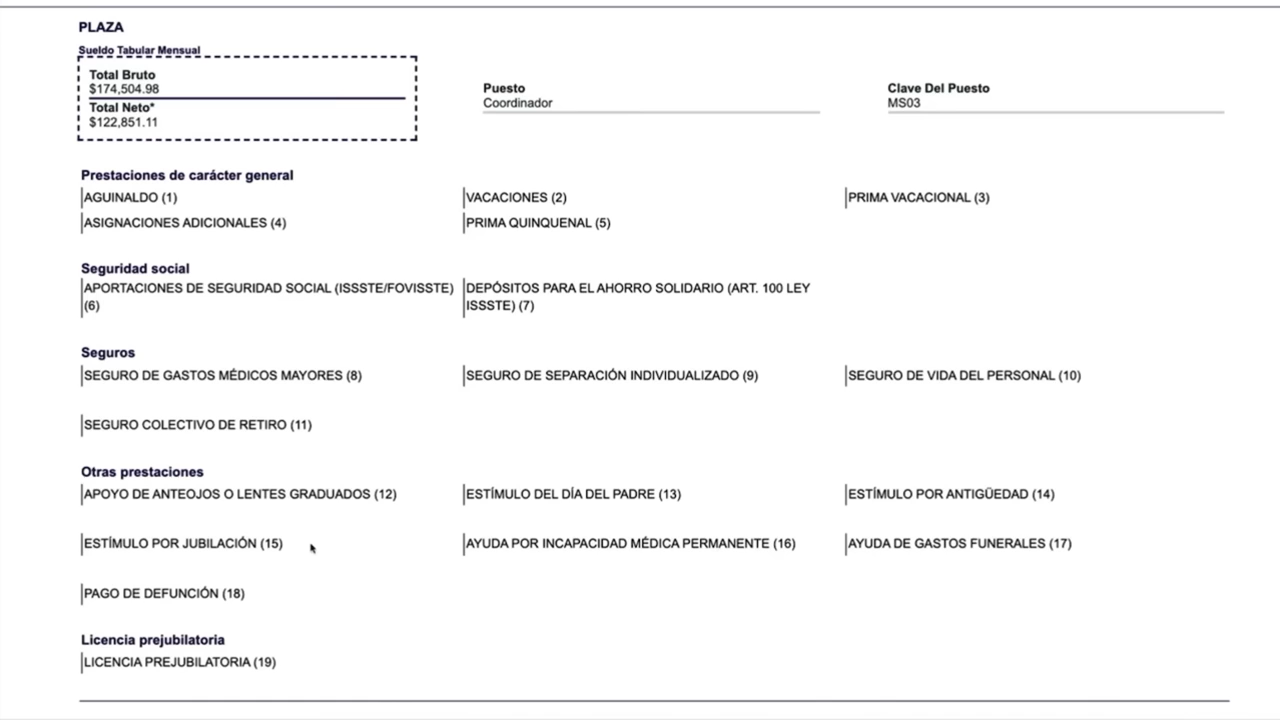 PLAZA
Sueldo Tabular Mensual
Total Bruto
$174,504.98
Total Neto*
$122,851.11
Puesto
Coordinador
Clave Del Puesto
MS03
Prestaciones de carácter general
AGUINALDO (1)
VACACIONES (2)
PRIMA VACACIONAL (3)
ASIGNACIONES ADICIONALES (4)
PRIMA QUINQUENAL (5)
Seguridad social
APORTACIONES DE SEGURIDAD SOCIAL (ISSSTE/FOVISSTE)
(6)
DEPÓSITOS PARA EL AHORRO SOLIDARIO (ART. 100 LEY
ISSSTE) (7)
Seguros
SEGURO DE GASTOS MÉDICOS MAYORES (8)
SEGURO DE SEPARACIÓN INDIVIDUALIZADO (9)
SEGURO DE VIDA DEL PERSONAL (10)
SEGURO COLECTIVO DE RETIRO (11)
Otras prestaciones
APOYO DE ANTEOJOS O LENTES GRADUADOS (12)
ESTÍMULO DEL DÍA DEL PADRE (13)
ESTÍMULO POR ANTIGÜEDAD (14)
ESTÍMULO POR JUBILACIÓN (15)
AYUDA POR INCAPACIDAD MÉDICA PERMANENTE (16)
AYUDA DE GASTOS FUNERALES (17)
PAGO DE DEFUNCIÓN (18)
Licencia prejubilatoria
LICENCIA PREJUBILATORIA (19)